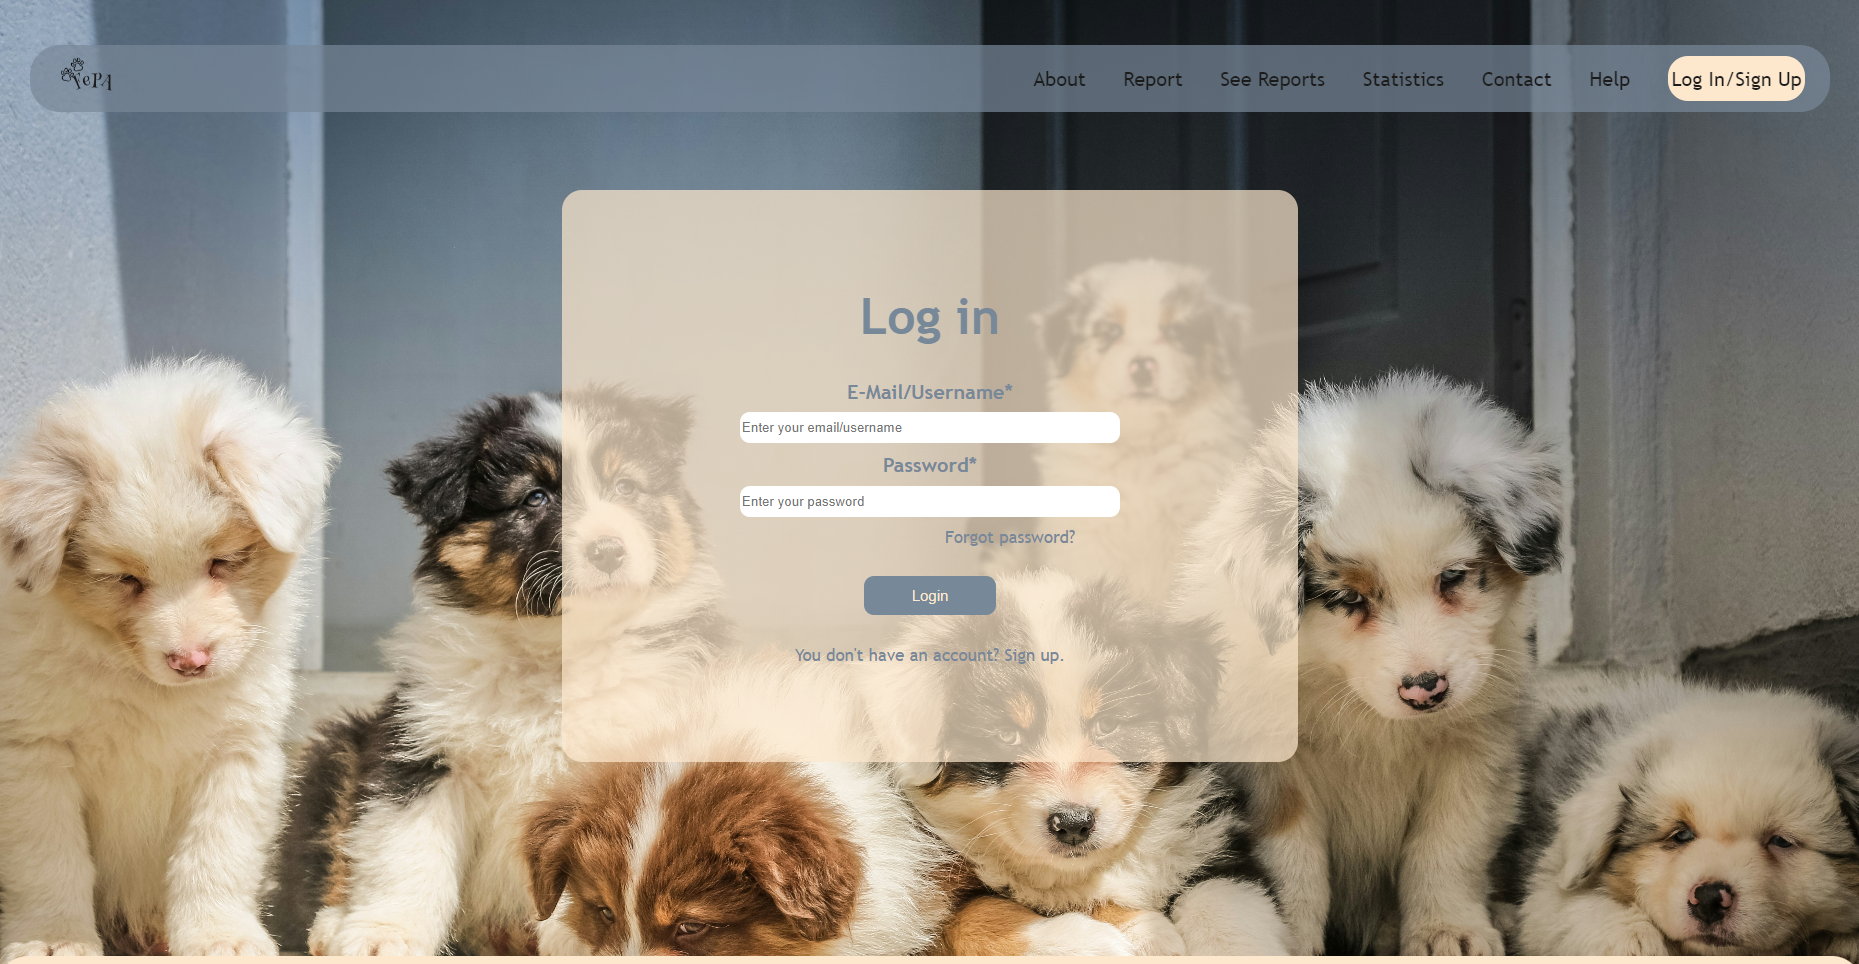 FePA
About Report See Reports Statistics Contact Help Log In/Sign Up
Log in
E-Mail/Username*
Enter your email/username
Password*
Enter your password
Forgot password?
Login
You don't have an account? Sign up.